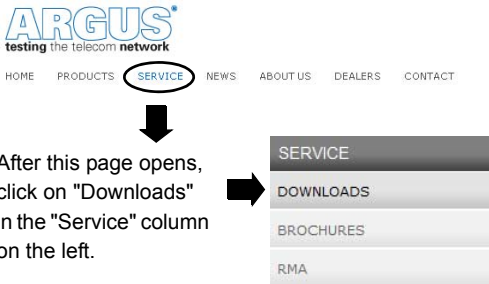 ARGUS
testing the telecom network
HOME PRODUCTS SERVICE NEWS ABOUT US DEALERS CONTACT
After this page opens,
click on "Downloads"
in the "Service" column
on the left.
SERVICE
DOWNLOADS
BROCHURES
RMA